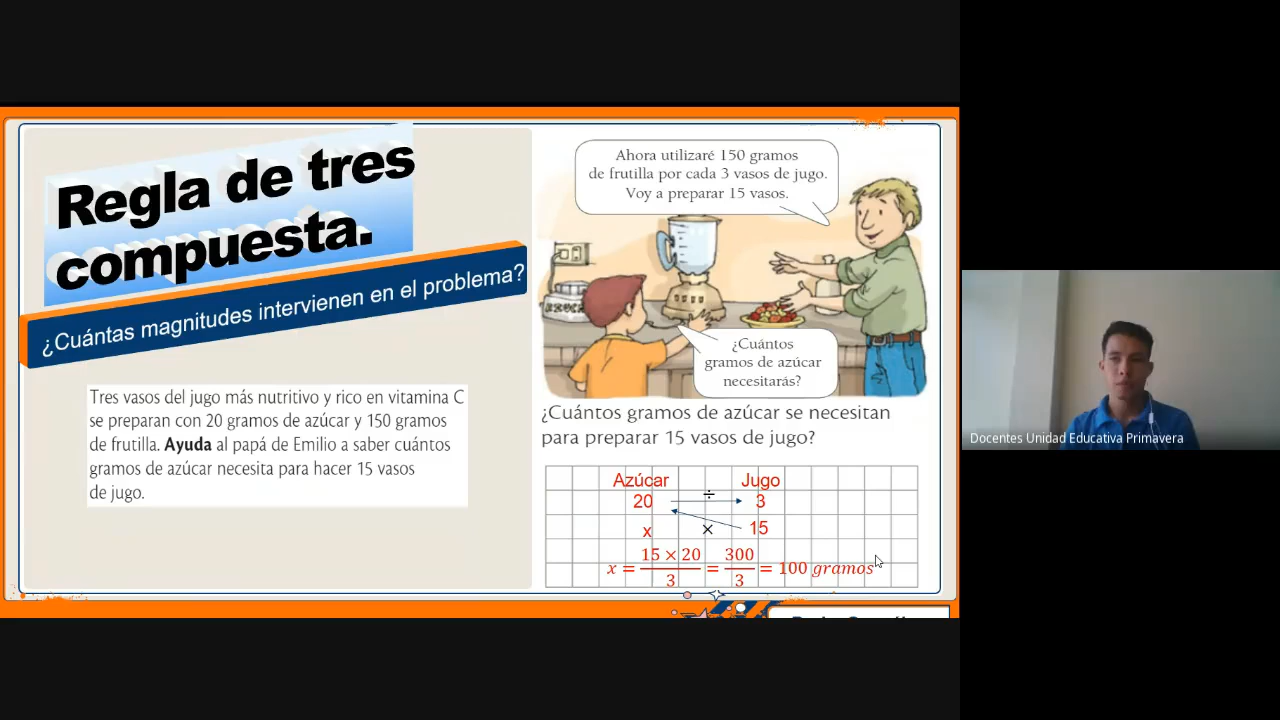 Regla de tres
compuesta.
¿Cuántas magnitudes intervienen en el problema?
Tres vasos del jugo más nutritivo y rico en vitamina C
se preparan con 20 gramos de azúcar y 150 gramos
de frutilla. Ayuda al papá de Emilio a saber cuántos
gramos de azúcar necesita para hacer 15 vasos
de jugo.
Ahora utilizaré 150 gramos
de frutilla por cada 3 vasos de jugo.
Voy a preparar 15 vasos.
¿Cuántos
gramos de azúcar
necesitarás?
¿Cuántos gramos de azúcar se necesitan
para preparar 15 vasos de jugo?
Azúcar Jugo
20 ÷ 3
x × 15
x = 15 × 20 / 3 = 300 / 3 = 100 gramos
Docentes Unidad Educativa Primavera